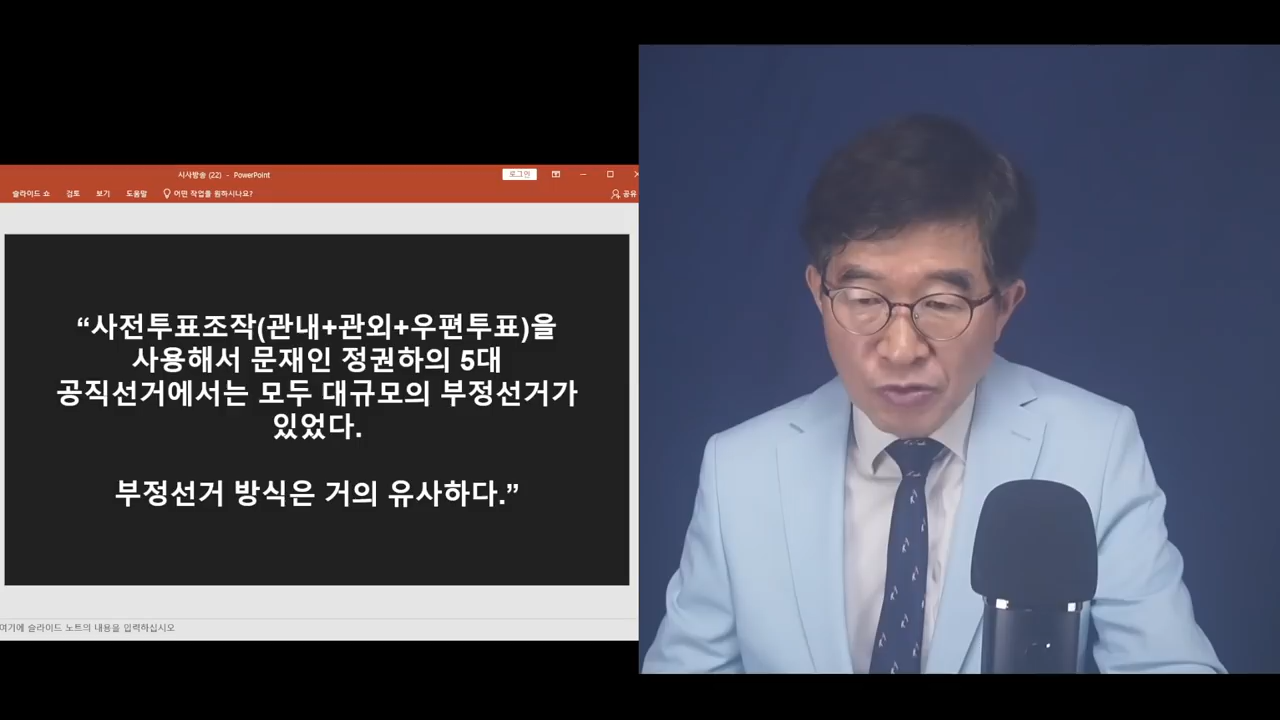 시사방송 (22) - PowerPoint
로그인
슬라이드 쇼 검토 보기 도움말 어떤 작업을 원하시나요? 공유
“사전투표조작(관내+관외+우편투표)을
사용해서 문재인 정권하의 5대
공직선거에서는 모두 대규모의 부정선거가
있었다.
부정선거 방식은 거의 유사하다.”
여기에 슬라이드 노트의 내용을 입력하십시오